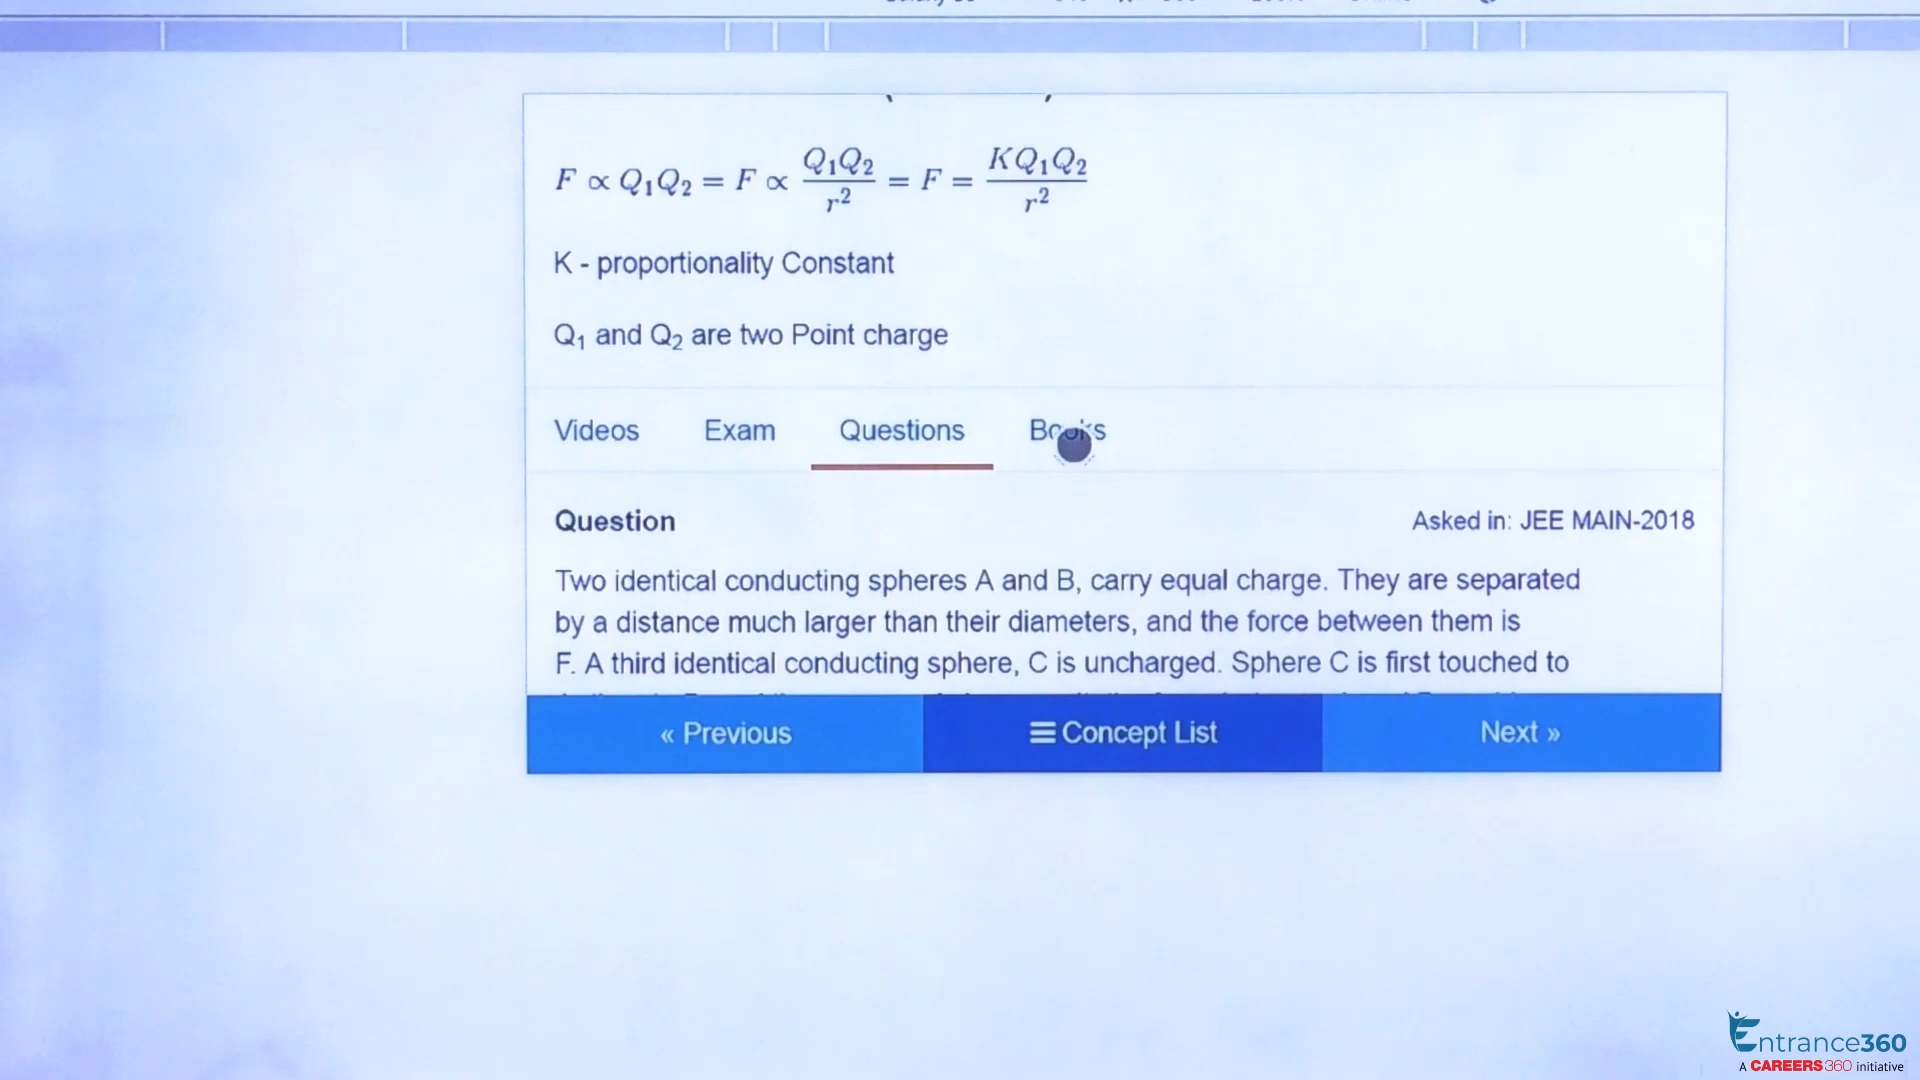 F ∝ Q₁Q₂ = F ∝ Q₁Q₂/r² = F = KQ₁Q₂/r²
K - proportionality Constant
Q₁ and Q₂ are two Point charge
Videos Exam Questions Books
Question Asked in: JEE MAIN-2018
Two identical conducting spheres A and B, carry equal charge. They are separated
by a distance much larger than their diameters, and the force between them is
F. A third identical conducting sphere, C is uncharged. Sphere C is first touched to
« Previous ☰ Concept List Next »
Entrance360
A CAREERS360 initiative